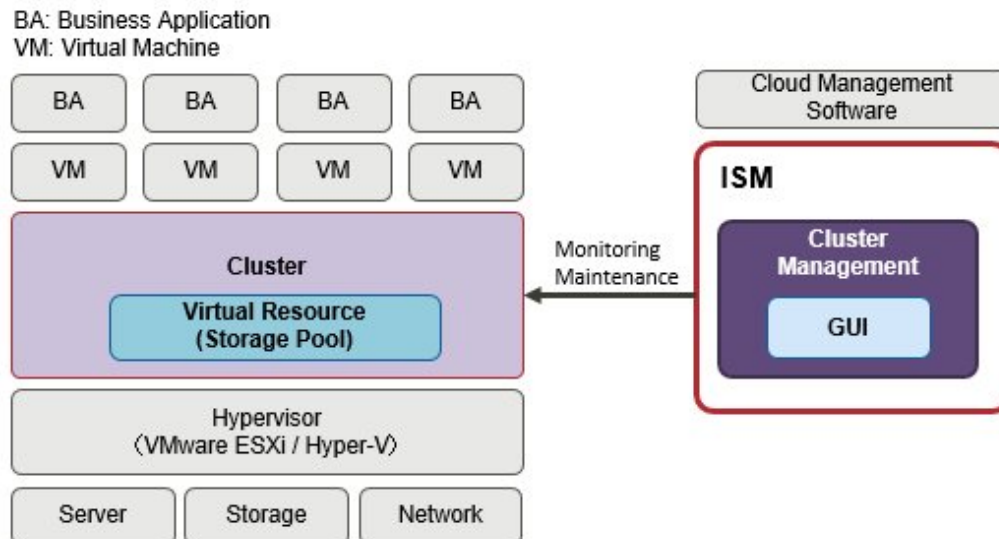 BA: Business Application
VM: Virtual Machine
BA
BA
BA
BA
VM
VM
VM
VM
Cluster
Virtual Resource
(Storage Pool)
Hypervisor
（VMware ESXi / Hyper-V）
Server
Storage
Network
Monitoring
Maintenance
Cloud Management
Software
ISM
Cluster
Management
GUI